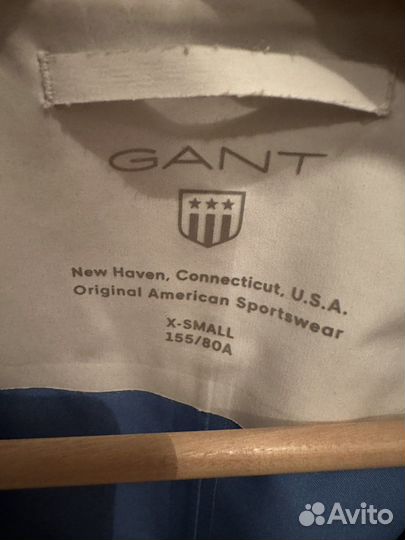 GANT
New Haven, Connecticut, U.S.A.
Original American Sportswear
X-SMALL
155/80A
Avito